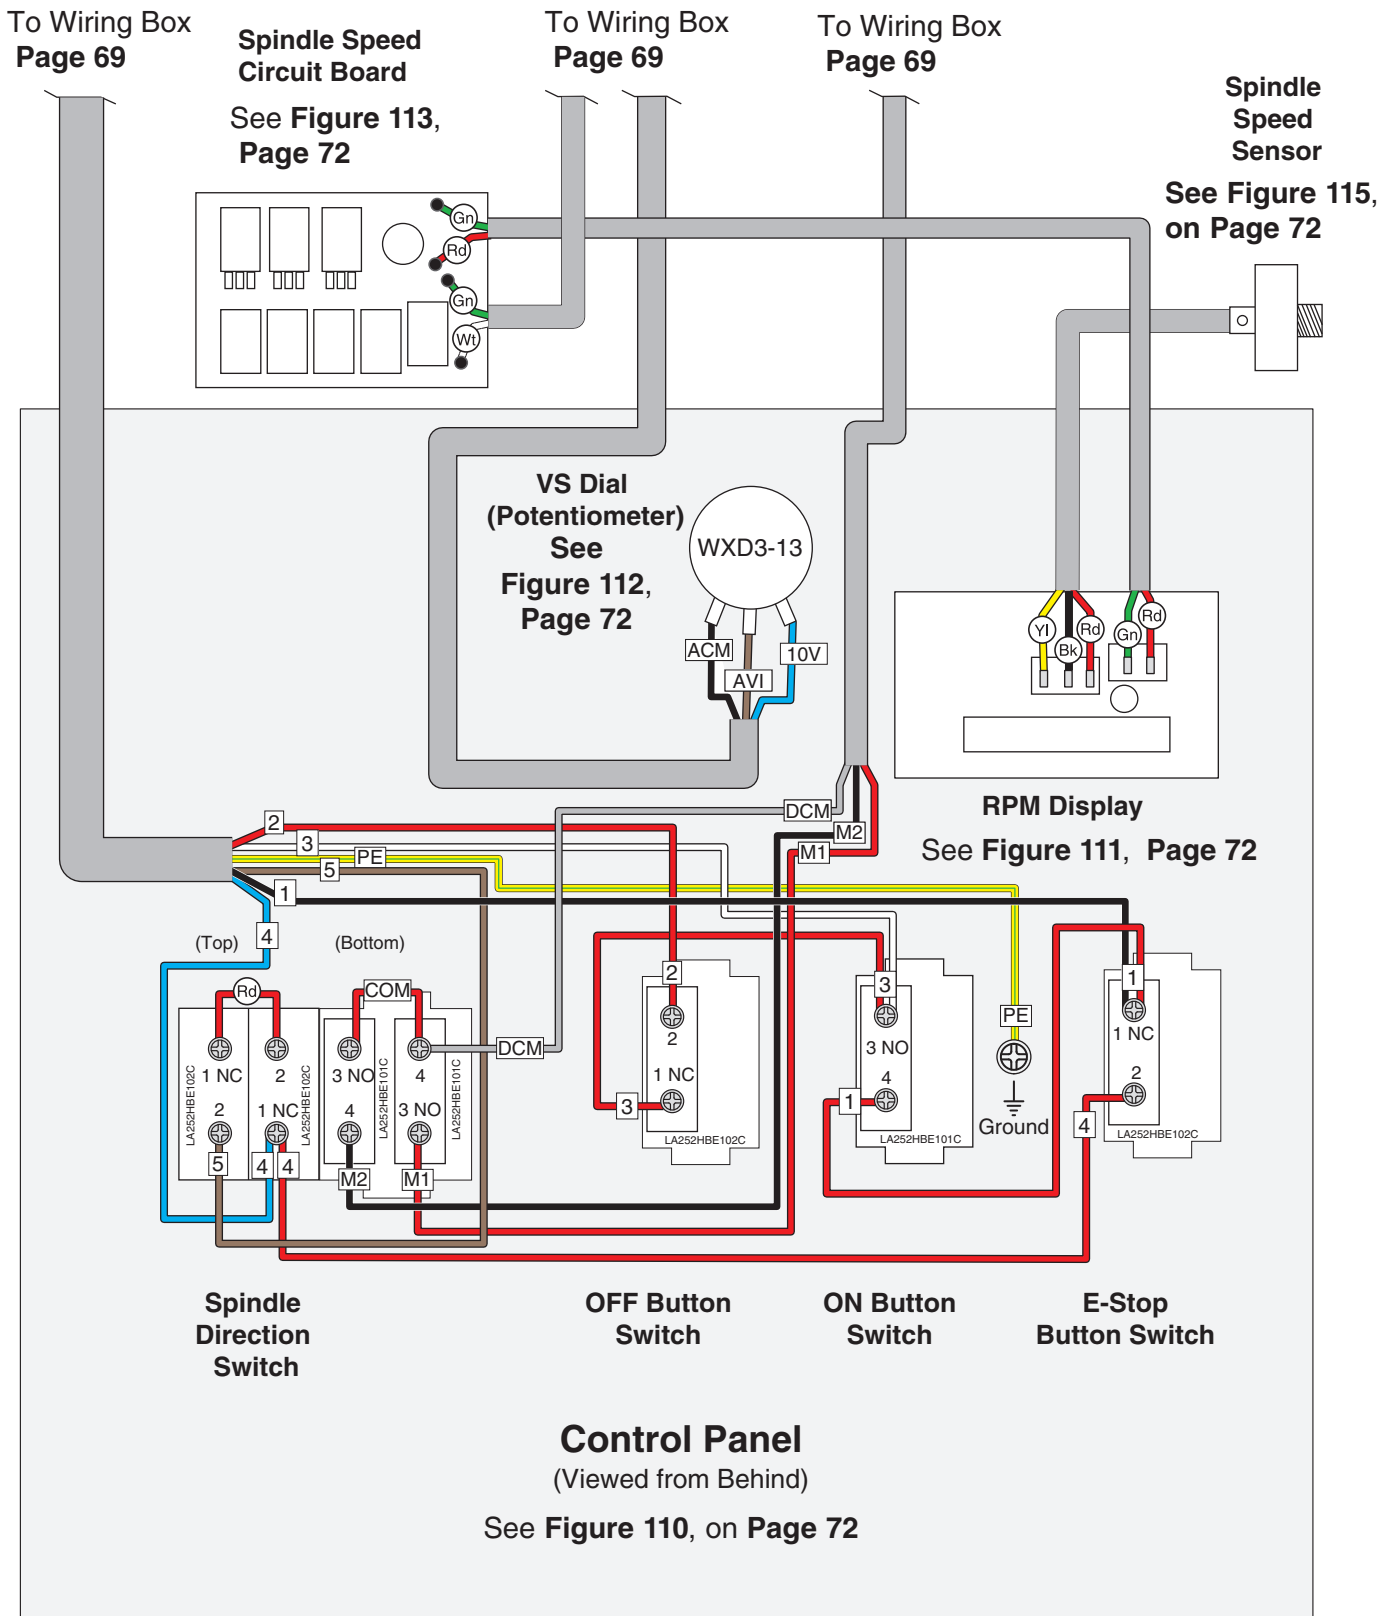 To Wiring Box
Page 69
Spindle Speed
Circuit Board
See Figure 113,
Page 72
To Wiring Box
Page 69
To Wiring Box
Page 69
Spindle
Speed
Sensor
See Figure 115,
on Page 72
Gn
Rd
Gn
Wt
VS Dial
(Potentiometer)
See
Figure 112,
Page 72
WXD3-13
ACM
AVI
10V
Yl
Bk
Rd
Gn
Rd
RPM Display
See Figure 111, Page 72
DCM
M2
M1
2
3
PE
5
1
4
(Top)
(Bottom)
Rd
COM
DCM
1 NC
2
LA252HBE102C
2
1 NC
LA252HBE102C
3 NO
4
LA252HBE101C
4
3 NO
LA252HBE101C
5
4
4
M2
M1
2
2
1 NC
3
LA252HBE102C
3
3 NO
4
1
LA252HBE101C
PE
Ground
1
1 NC
2
4
LA252HBE102C
Spindle
Direction
Switch
OFF Button
Switch
ON Button
Switch
E-Stop
Button Switch
Control Panel
(Viewed from Behind)
See Figure 110, on Page 72